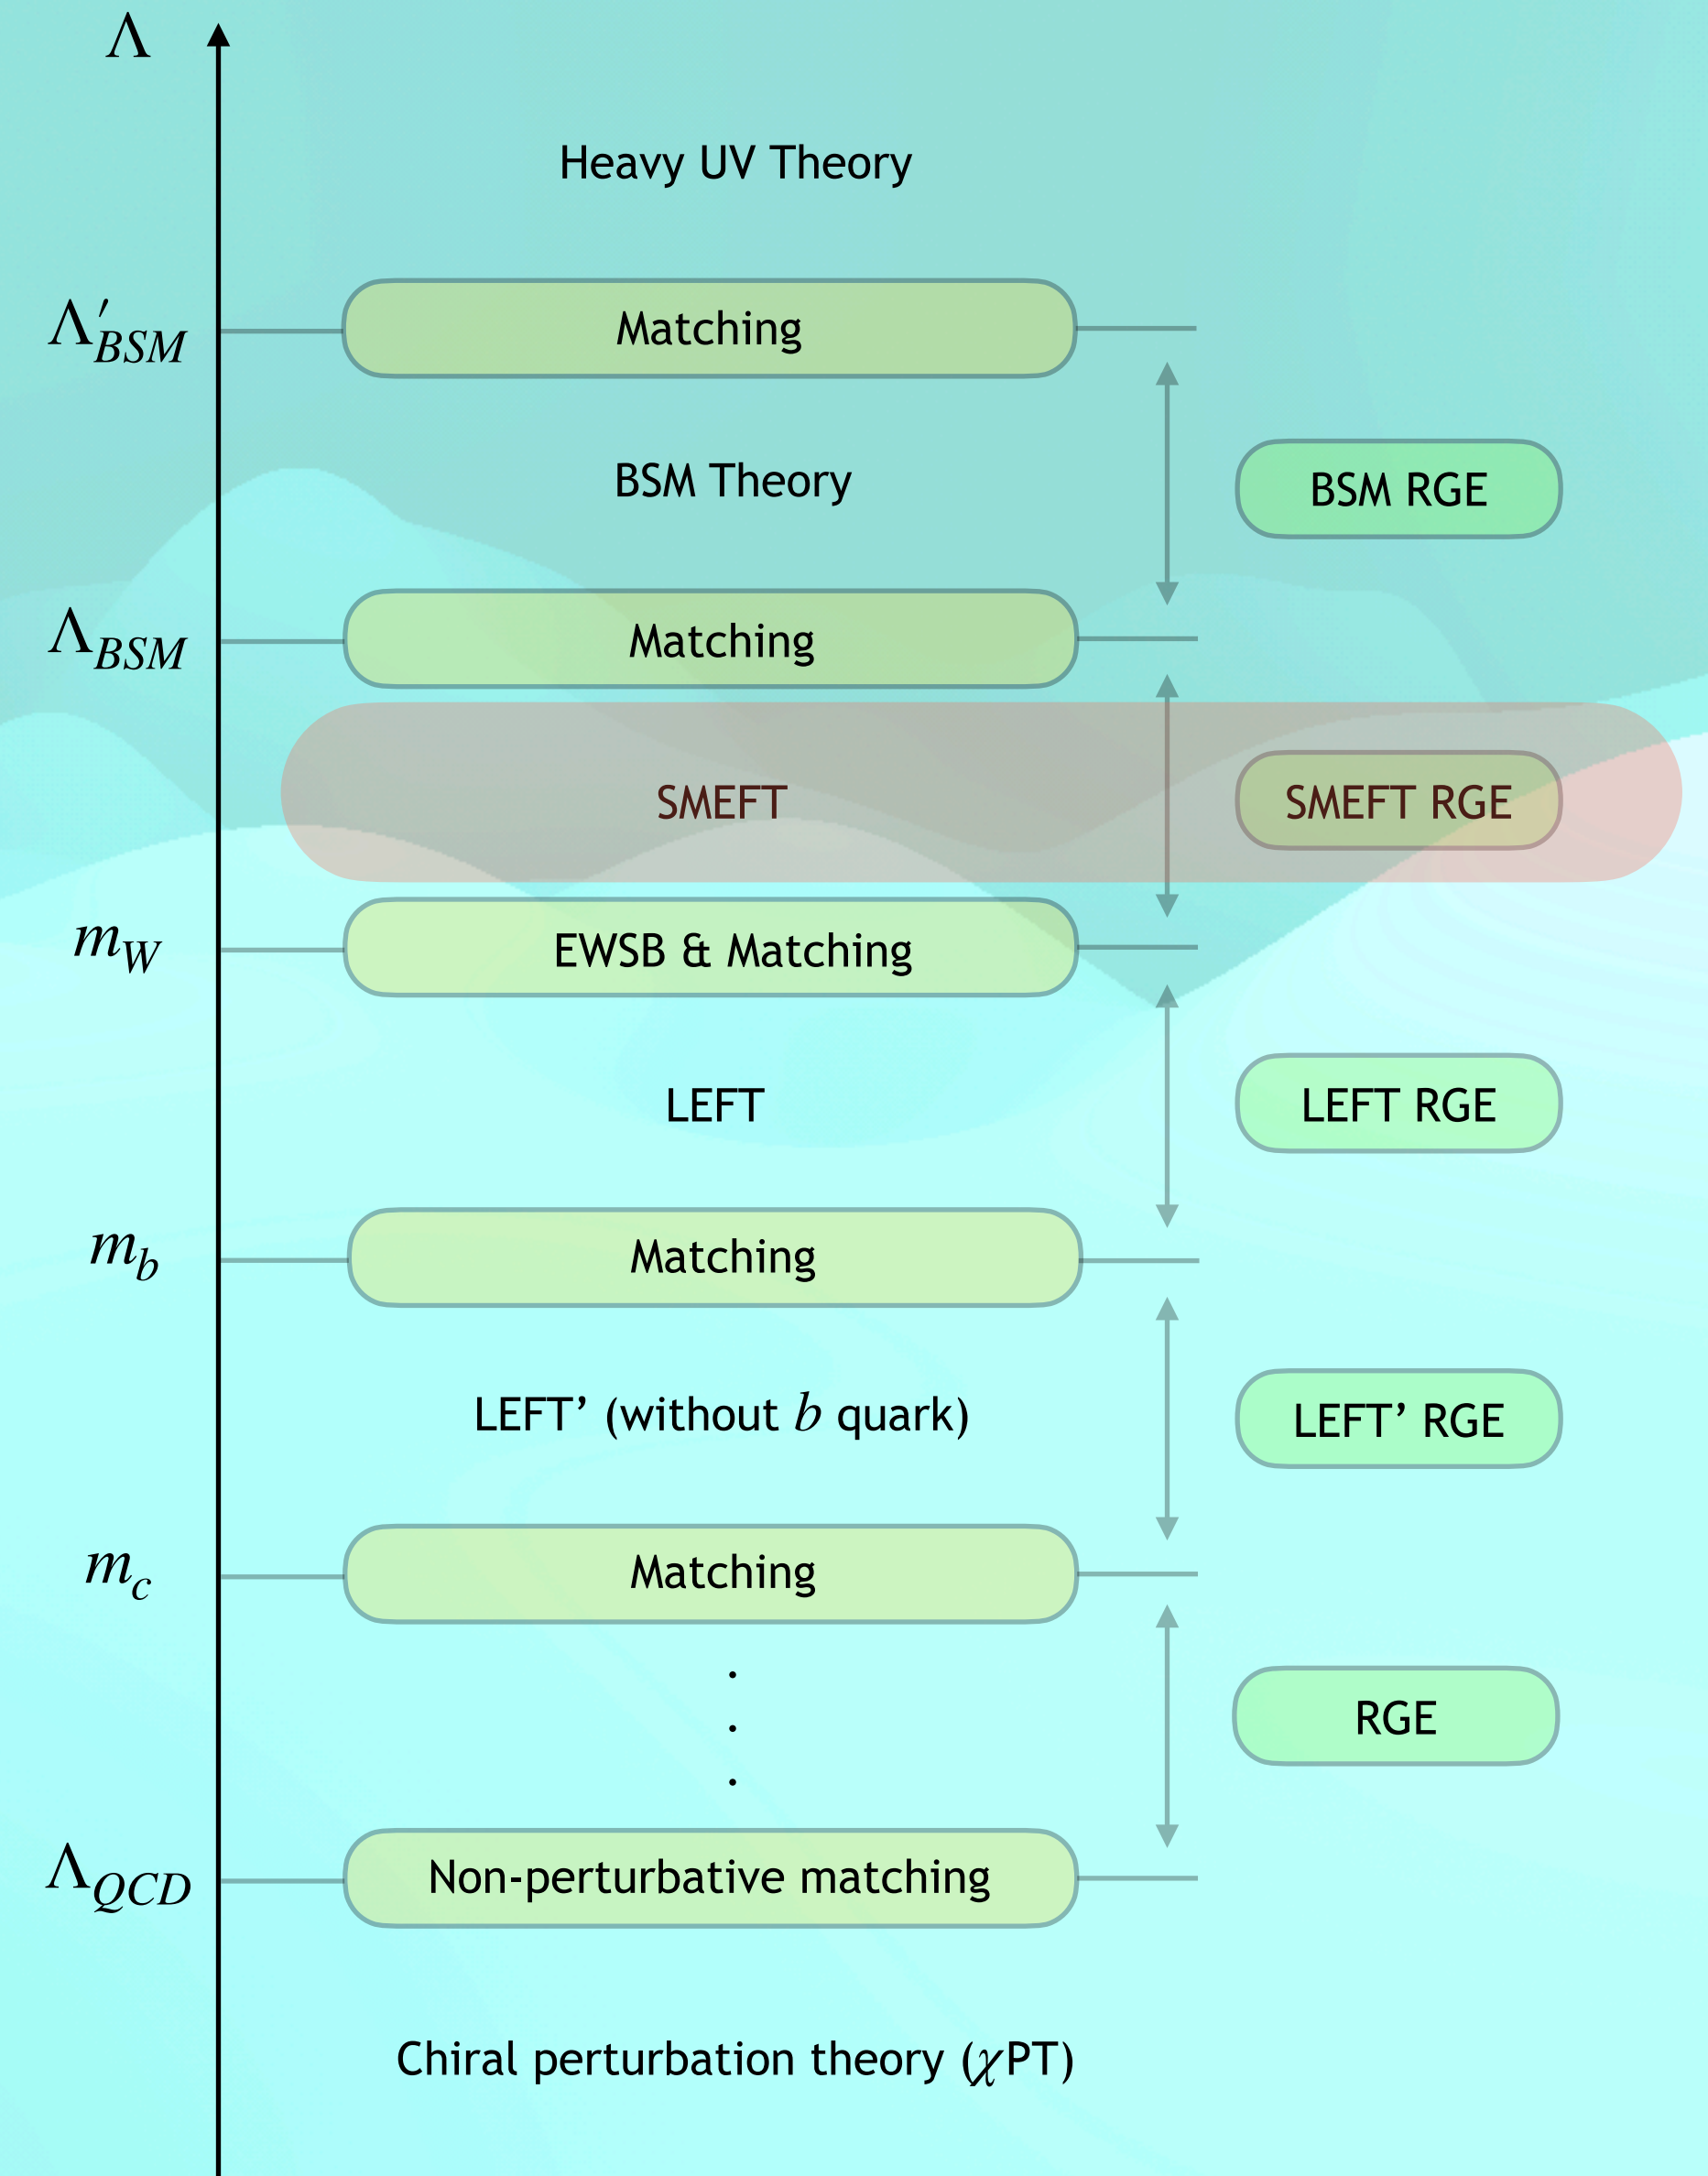 Λ
Heavy UV Theory
Λ′BSM
Matching
BSM Theory
BSM RGE
ΛBSM
Matching
SMEFT
SMEFT RGE
mW
EWSB & Matching
LEFT
LEFT RGE
mb
Matching
LEFT’ (without b quark)
LEFT’ RGE
mc
Matching
.
.
.
RGE
ΛQCD
Non-perturbative matching
Chiral perturbation theory (χPT)